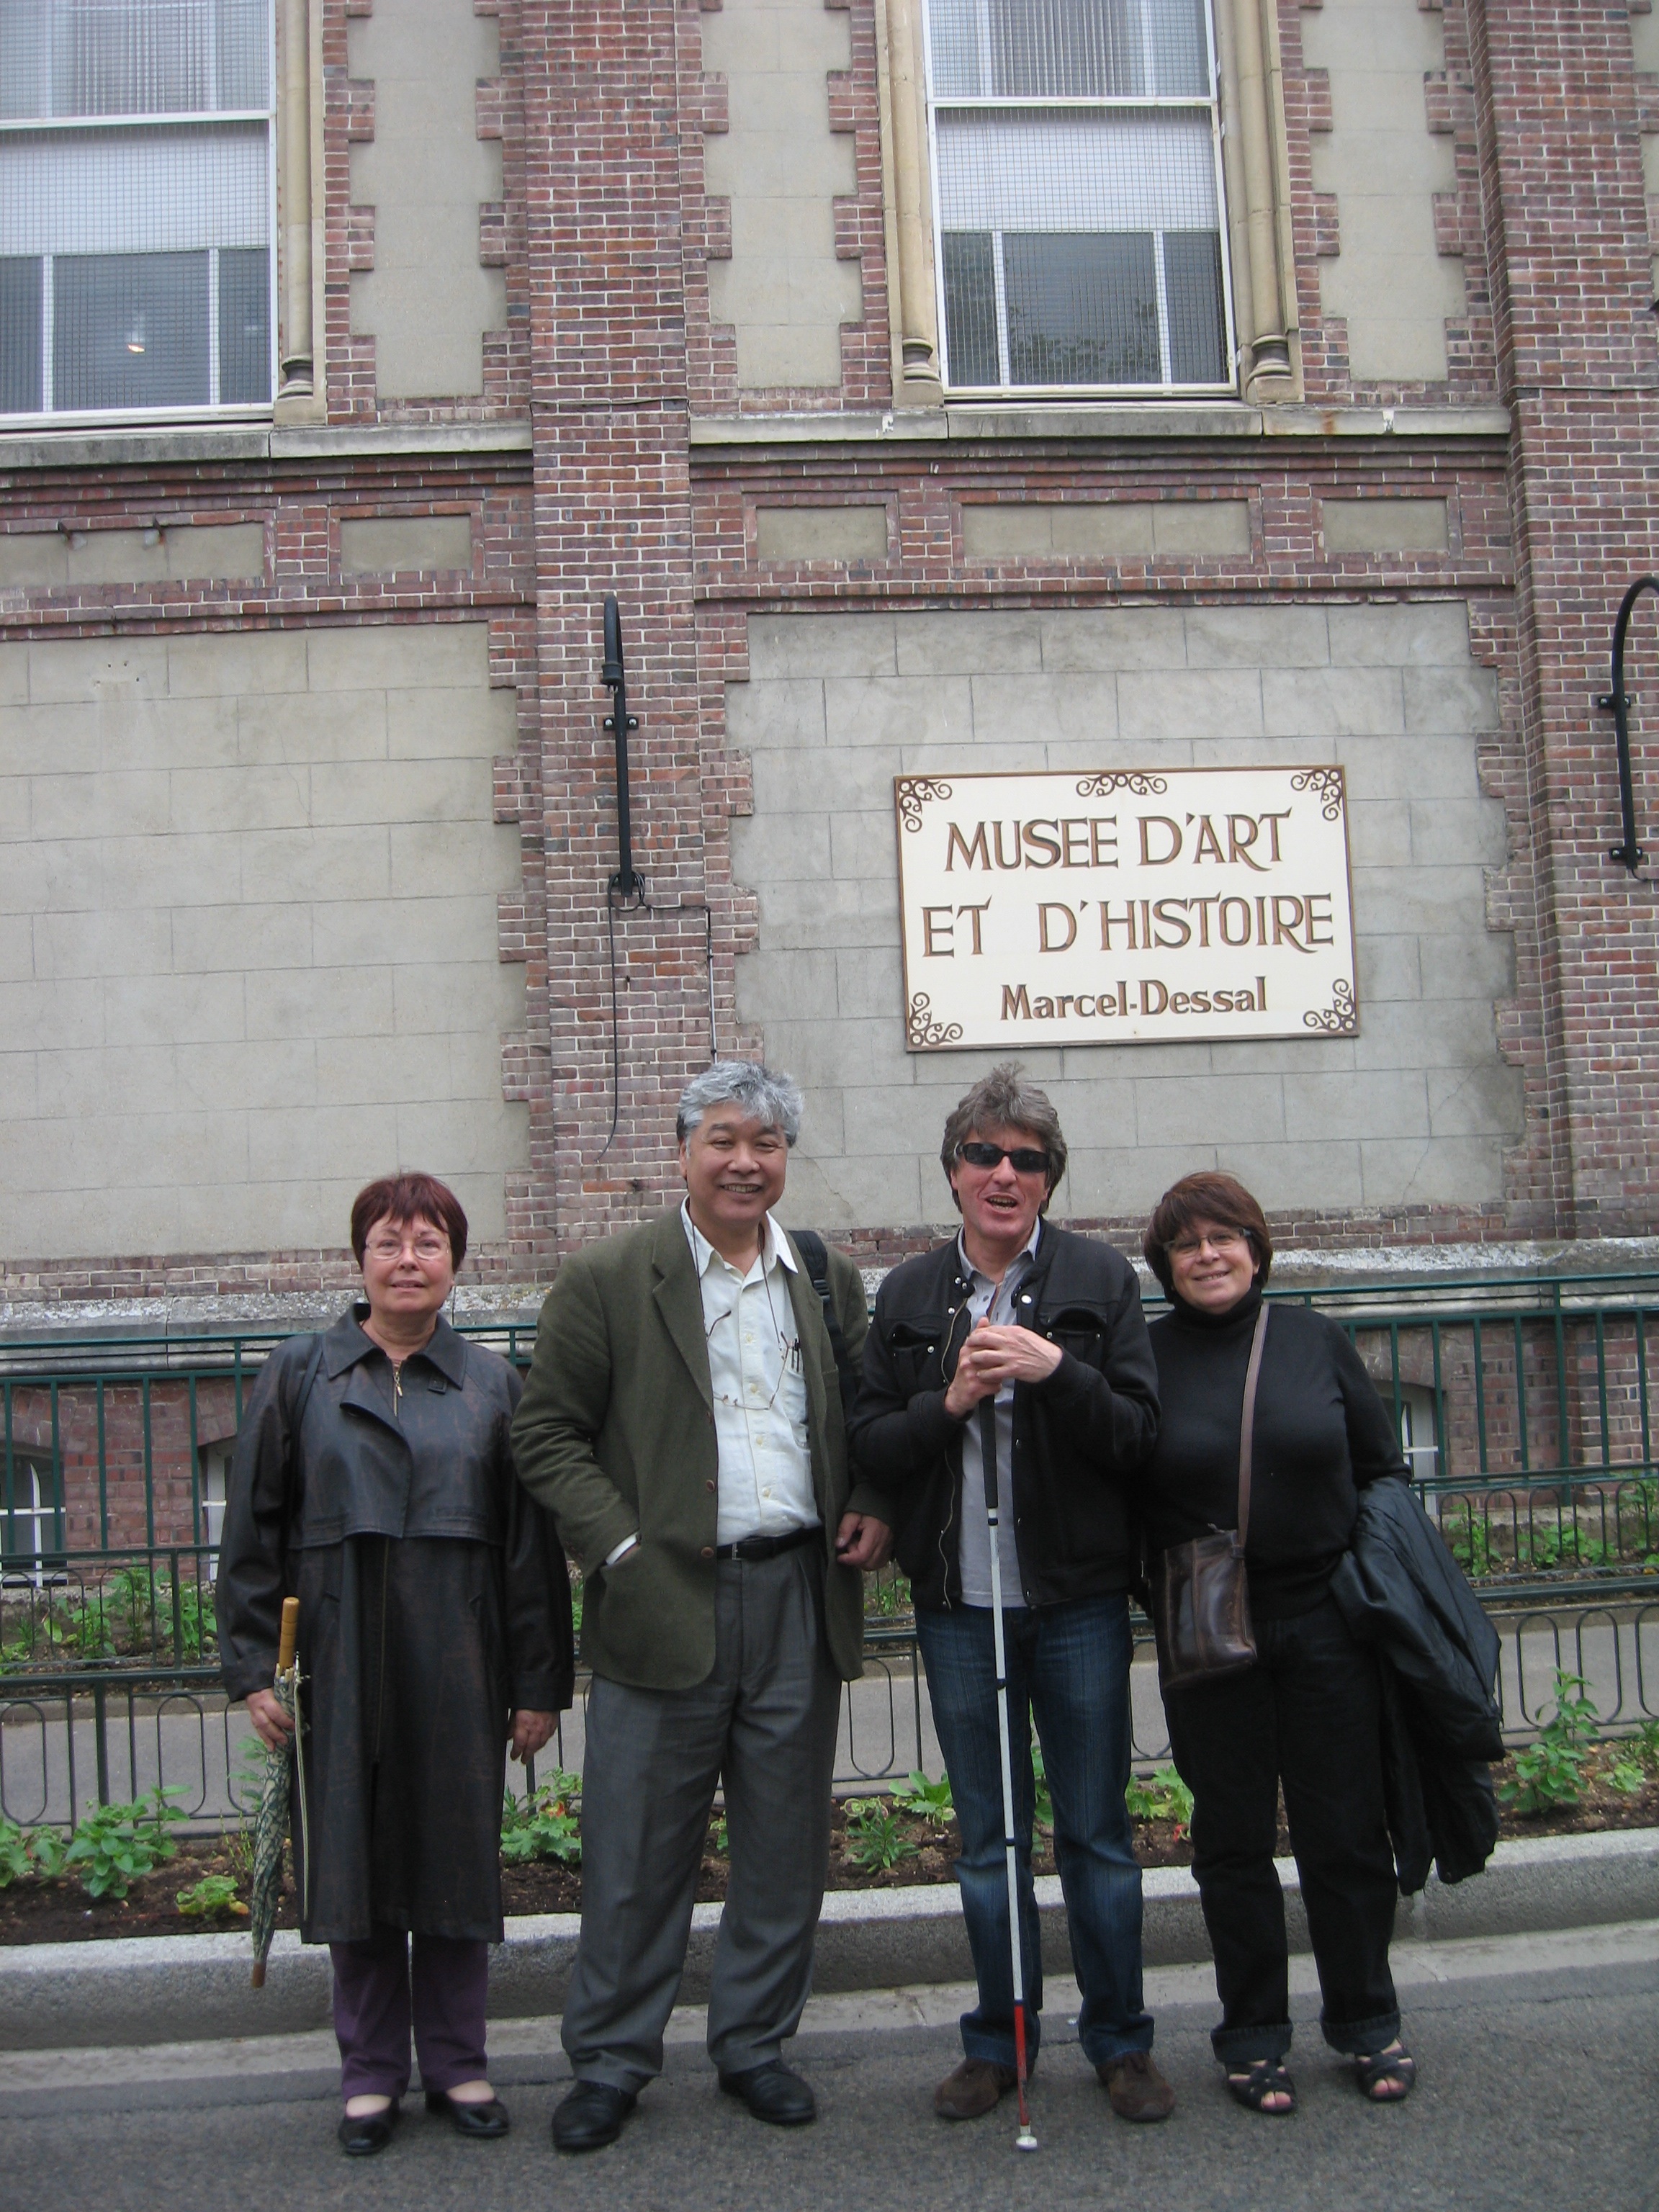 MUSEE D'ART
ET D'HISTOIRE
Marcel-Dessal